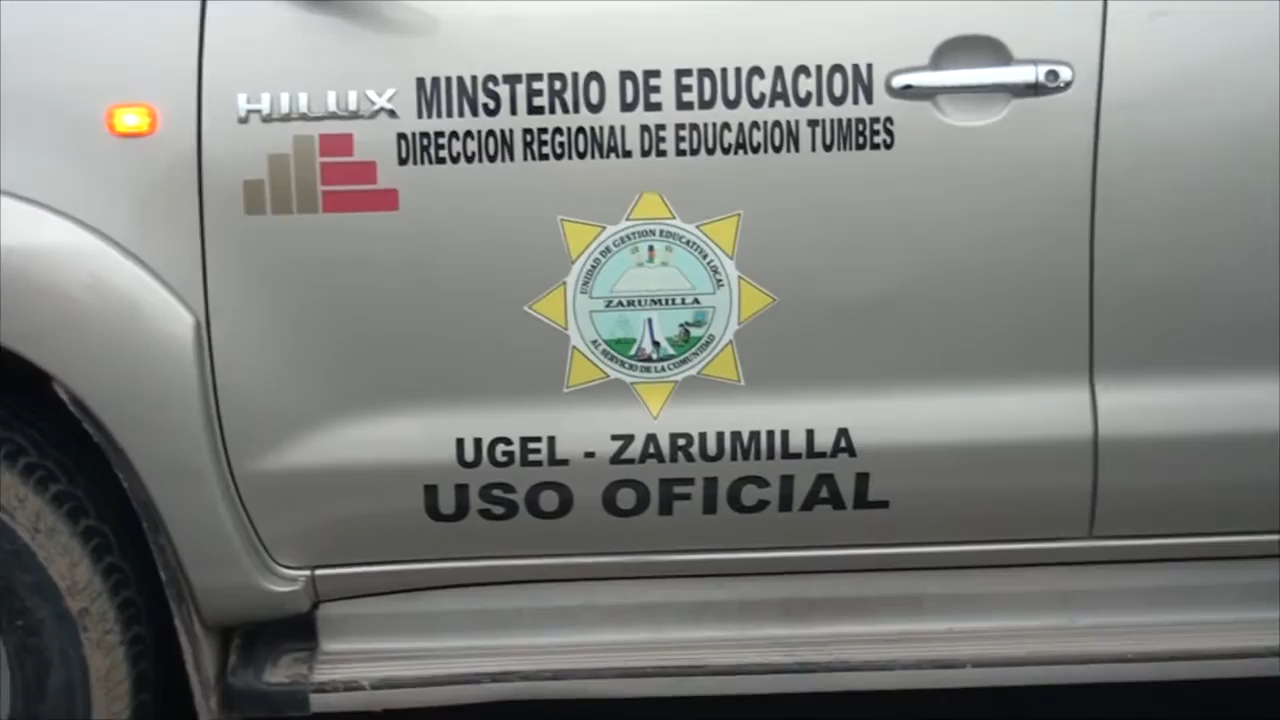 HILUX
MINSTERIO DE EDUCACION
DIRECCION REGIONAL DE EDUCACION TUMBES
UNIDAD DE GESTION EDUCATIVA LOCAL
ZARUMILLA
AL SERVICIO DE LA COMUNIDAD
UGEL - ZARUMILLA
USO OFICIAL